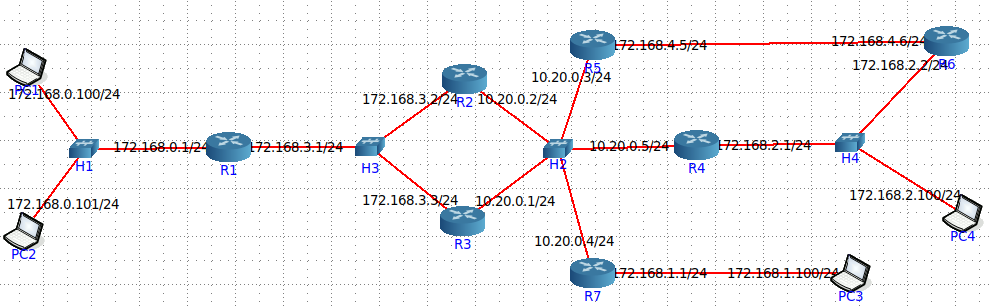 172.168.4.5/24
172.168.4.6/24
R5
R6
172.168.2.2/24
10.20.0.3/24
PC1
172.168.0.100/24
172.168.3.2/24
R2
10.20.0.2/24
172.168.0.1/24
172.168.3.1/24
10.20.0.5/24
172.168.2.1/24
H1
R1
H3
H2
R4
H4
172.168.0.101/24
172.168.3.3/24
10.20.0.1/24
172.168.2.100/24
R3
PC4
10.20.0.4/24
PC2
172.168.1.1/24
172.168.1.100/24
R7
PC3